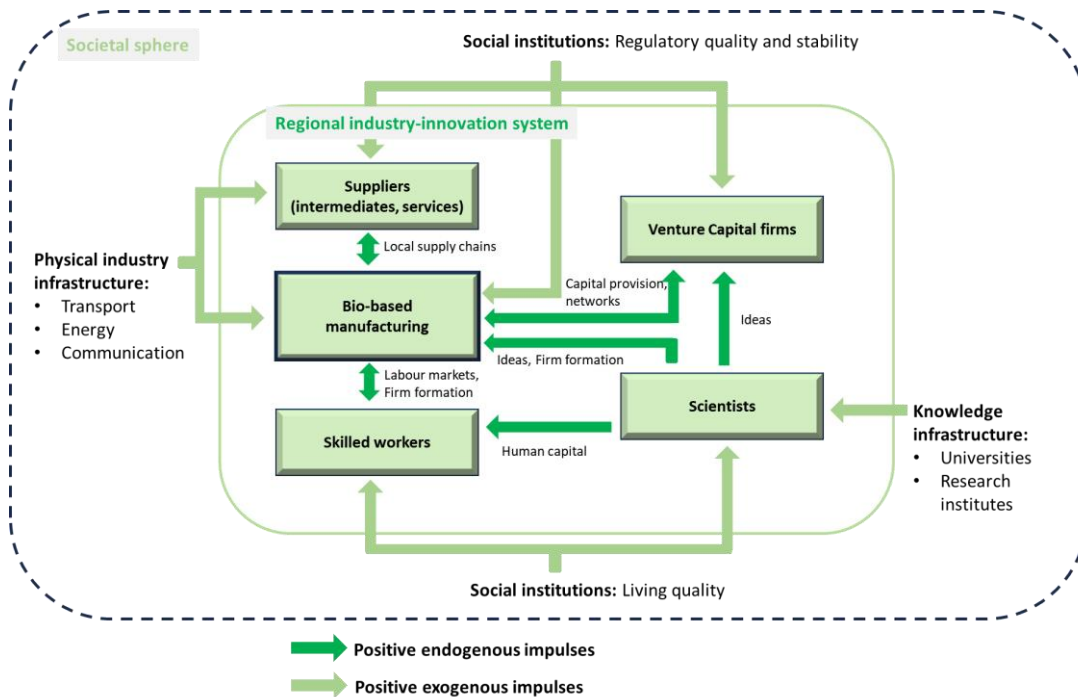 Societal sphere
Social institutions: Regulatory quality and stability
Regional industry-innovation system
Suppliers
(intermediates, services)
Venture Capital firms
Local supply chains
Physical industry
infrastructure:
• Transport
• Energy
• Communication
Bio-based
manufacturing
Capital provision,
networks
Ideas
Ideas, Firm formation
Labour markets,
Firm formation
Scientists
Skilled workers
Human capital
Knowledge
infrastructure:
• Universities
• Research
institutes
Social institutions: Living quality
Positive endogenous impulses
Positive exogenous impulses